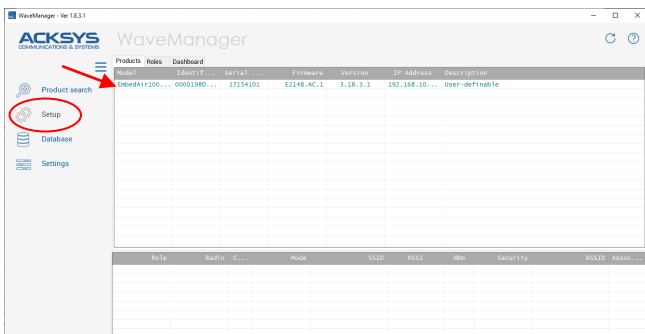 WaveManager - Ver 1.8.3.1
ACKSYS
COMMUNICATIONS & SYSTEMS
WaveManager
Products Roles Dashboard
Model Identif... Serial ... Firmware Version IP Address Description
EmbedAir100... 0000198D... 17154101 E2148.AC.1 3.18.3.1 192.168.10... User-definable
Product search
Setup
Database
Settings
Role Radio C... Mode SSID RSSI dBm Security BSSID Assoc...